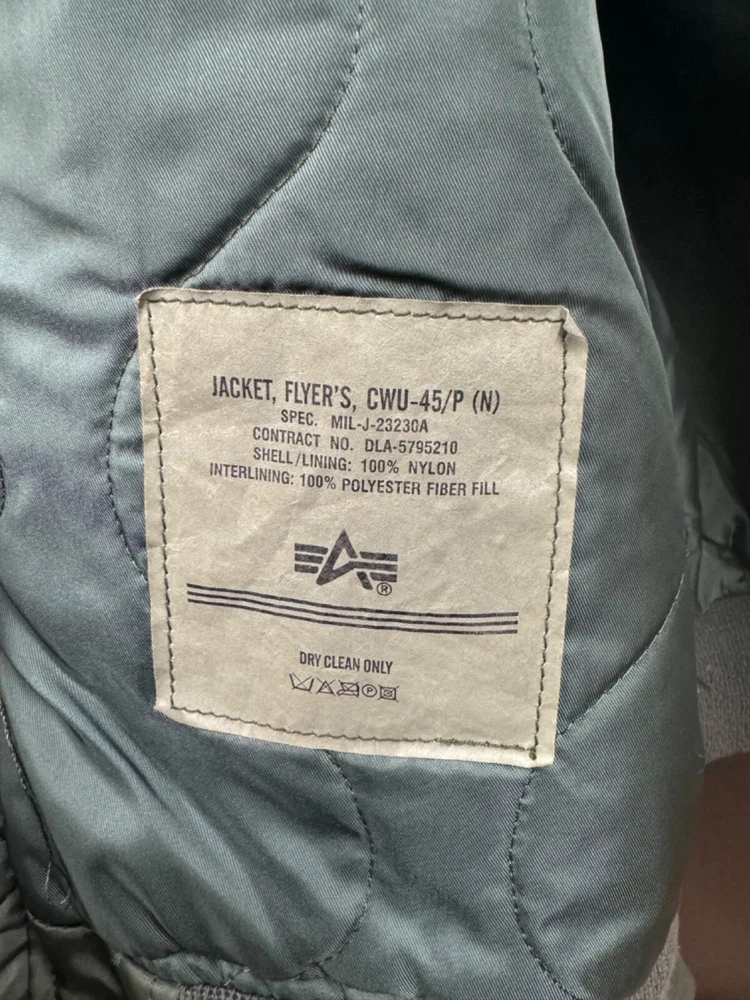 JACKET, FLYER'S, CWU-45/P (N)
SPEC. MIL-J-23230A
CONTRACT NO. DLA-5795210
SHELL/LINING: 100% NYLON
INTERLINING: 100% POLYESTER FIBER FILL
®
DRY CLEAN ONLY
P